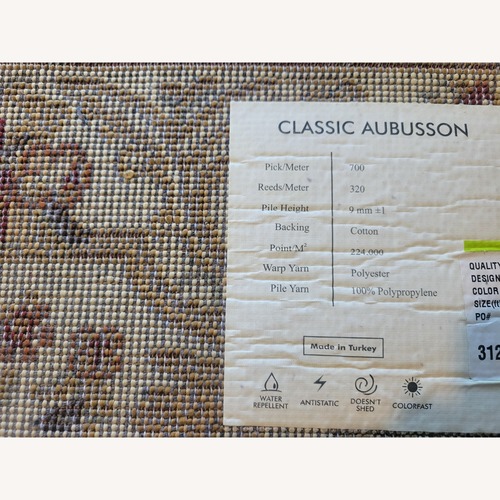 CLASSIC AUBUSSON
Pick/Meter 700
Reeds/Meter 320
Pile Height 9 mm ±1
Backing Cotton
Point/M² 224.000
Warp Yarn Polyester
Pile Yarn 100% Polypropylene
Made in Turkey
WATER REPELLENT
ANTISTATIC
DOESN'T SHED
COLORFAST
QUALITY
DESIGN
COLOR
SIZE(f
PO#
312